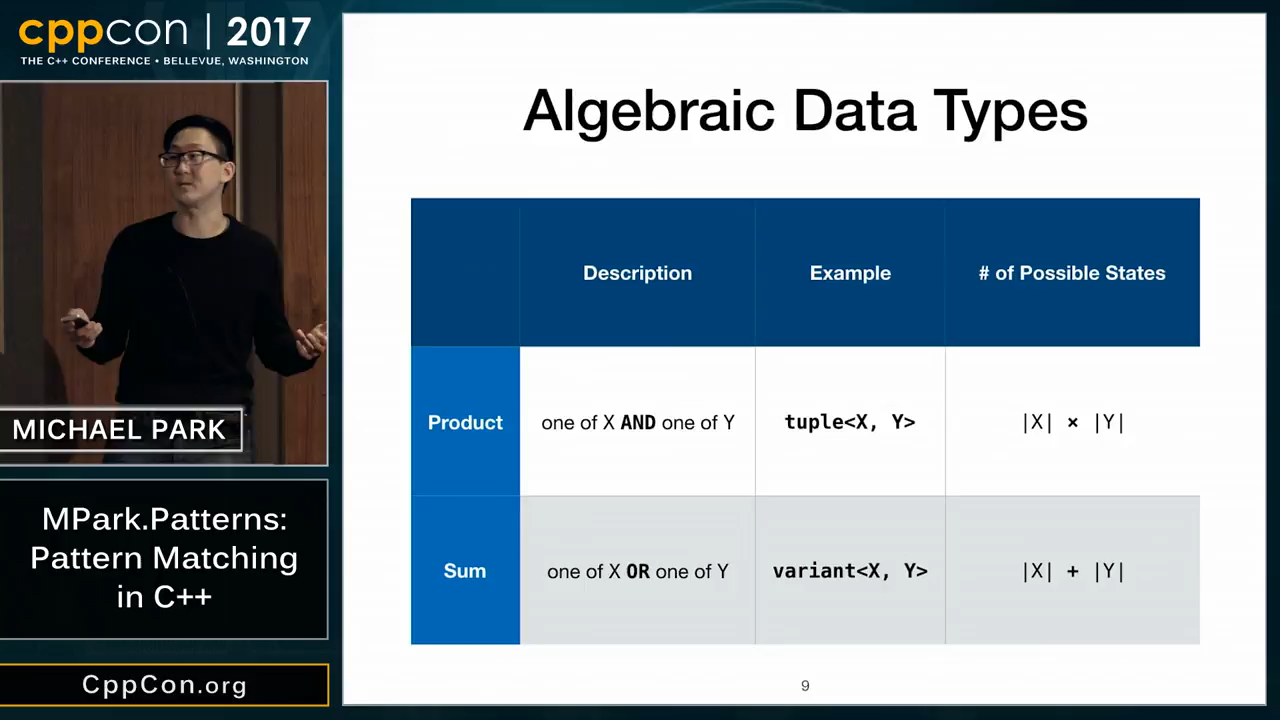 cppcon | 2017
THE C++ CONFERENCE • BELLEVUE, WASHINGTON
MICHAEL PARK
MPark.Patterns:
Pattern Matching
in C++
CppCon.org
Algebraic Data Types
Description Example # of Possible States
Product one of X AND one of Y tuple<X, Y> |X| × |Y|
Sum one of X OR one of Y variant<X, Y> |X| + |Y|
9